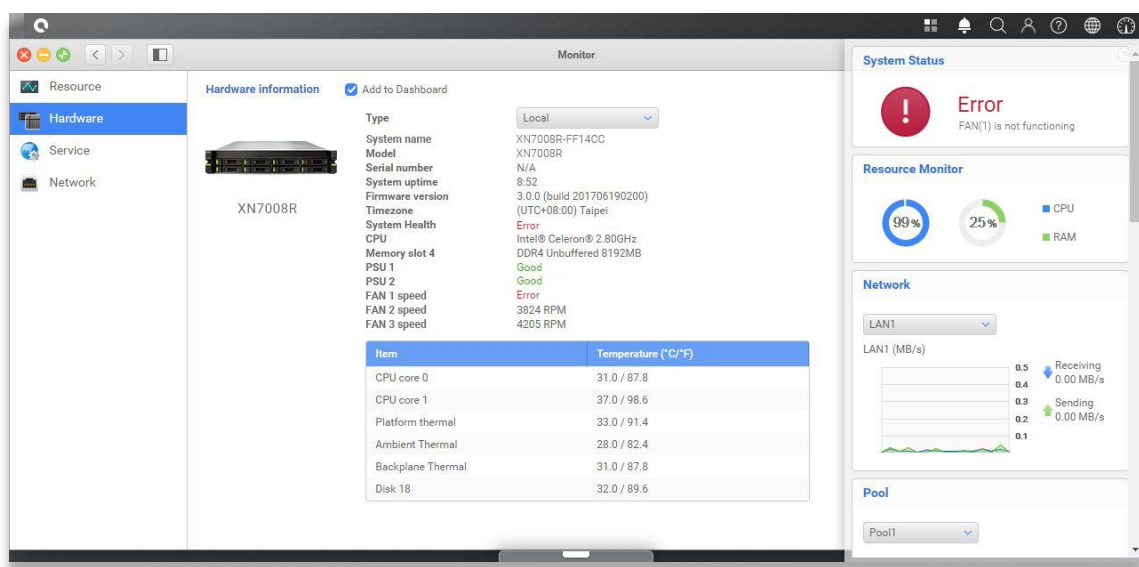 Monitor
Resource
Hardware
Service
Network
Hardware information
Add to Dashboard
XN7008R
Type Local
System name XN7008R-FF14CC
Model XN7008R
Serial number N/A
System uptime 8:52
Firmware version 3.0.0 (build 201706190200)
Timezone (UTC+08:00) Taipei
System Health Error
CPU Intel® Celeron® 2.80GHz
Memory slot 4 DDR4 Unbuffered 8192MB
PSU 1 Good
PSU 2 Good
FAN 1 speed Error
FAN 2 speed 3824 RPM
FAN 3 speed 4205 RPM
Item Temperature (°C/°F)
CPU core 0 31.0 / 87.8
CPU core 1 37.0 / 98.6
Platform thermal 33.0 / 91.4
Ambient Thermal 28.0 / 82.4
Backplane Thermal 31.0 / 87.8
Disk 18 32.0 / 89.6
System Status
Error
FAN(1) is not functioning
Resource Monitor
99%
25%
CPU
RAM
Network
LAN1
LAN1 (MB/s)
0.5
0.4
0.3
0.2
0.1
Receiving
0.00 MB/s
Sending
0.00 MB/s
Pool
Pool1